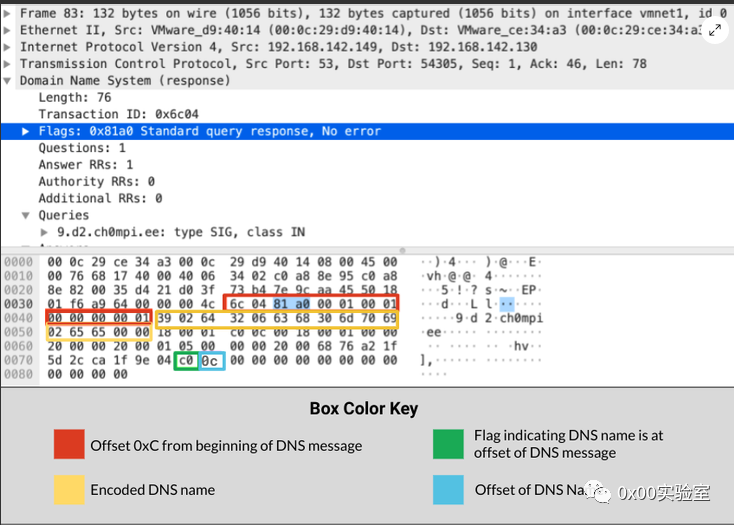 Frame 83: 132 bytes on wire (1056 bits), 132 bytes captured (1056 bits) on interface vmnet1, id 0
Ethernet II, Src: VMware_d9:40:14 (00:0c:29:d9:40:14), Dst: VMware_ce:34:a3 (00:0c:29:ce:34:a3
Internet Protocol Version 4, Src: 192.168.142.149, Dst: 192.168.142.130
Transmission Control Protocol, Src Port: 53, Dst Port: 54305, Seq: 1, Ack: 46, Len: 78
Domain Name System (response)
Length: 76
Transaction ID: 0x6c04
Flags: 0x81a0 Standard query response, No error
Questions: 1
Answer RRs: 1
Authority RRs: 0
Additional RRs: 0
Queries
9.d2.ch0mpi.ee: type SIG, class IN
0000 00 0c 29 ce 34 a3 00 0c 29 d9 40 14 08 00 45 00 ··)·4···)·@···E·
0010 00 76 68 17 40 00 40 06 34 02 c0 a8 8e 95 c0 a8 ·vh·@·@·4·······
0020 8e 82 00 35 d4 21 d0 3f 73 b4 7e 9c aa 45 50 18 ···5·!·?s·~··EP·
0030 01 f6 a9 64 00 00 00 4c 6c 04 81 a0 00 01 00 01 ···d···Ll·······
0040 00 00 00 00 01 39 02 64 32 06 63 68 30 6d 70 69 ·····9·d2·ch0mpi
0050 02 65 65 00 00 18 00 01 c0 0c 00 18 00 01 00 00 ·ee·············
0060 20 00 00 20 00 01 05 00 00 00 20 00 68 76 a2 1f hv
0070 5d 2c ca 1f 9e 04 c0 0c 00 00 00 00 00 00 00 00 ],··············
0080 00 00 00 00 ····
Box Color Key
Offset 0xC from beginning of DNS message
Flag indicating DNS name is at
offset of DNS message
Encoded DNS name
Offset of DNS Na
0x00实验室